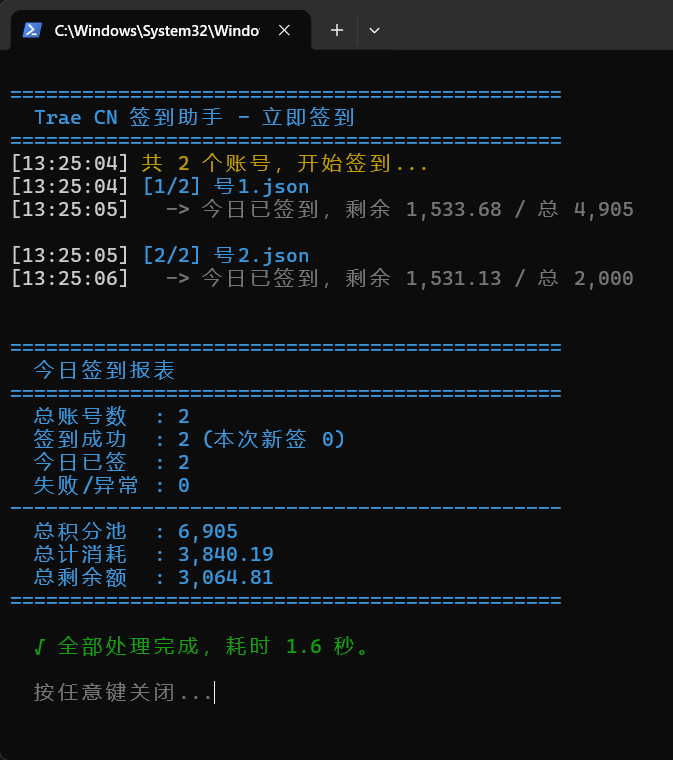 C:\Windows\System32\Windo
==============================================
Trae CN 签到助手 - 立即签到
==============================================
[13:25:04] 共 2 个账号, 开始签到...
[13:25:04] [1/2] 号1.json
[13:25:05] -> 今日已签到, 剩余 1,533.68 / 总 4,905
[13:25:05] [2/2] 号2.json
[13:25:06] -> 今日已签到, 剩余 1,531.13 / 总 2,000
==============================================
今日签到报表
==============================================
总账号数 : 2
签到成功 : 2 (本次新签 0)
今日已签 : 2
失败/异常 : 0
----------------------------------------------
总积分池 : 6,905
总计消耗 : 3,840.19
总剩余额 : 3,064.81
==============================================
√ 全部处理完成, 耗时 1.6 秒。
按任意键关闭...